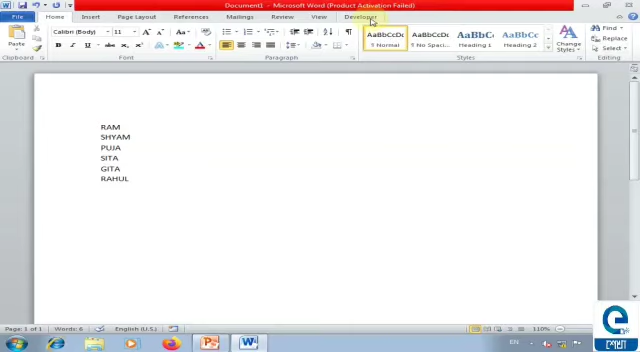 Document1 - Microsoft Word (Product Activation Failed)
File Home Insert Page Layout References Mailings Review View Developer
Paste Calibri (Body) 11 AaBbCcDc AaBbCcDc AaBbCc AaBbCc Change Styles Find
¶ Normal ¶ No Spaci... Heading 1 Heading 2 Replace
Select
Clipboard Font Paragraph Styles Editing
RAM
SHYAM
PUJA
SITA
GITA
RAHUL
Page: 1 of 1 Words: 6 English (U.S.) 110%
EN